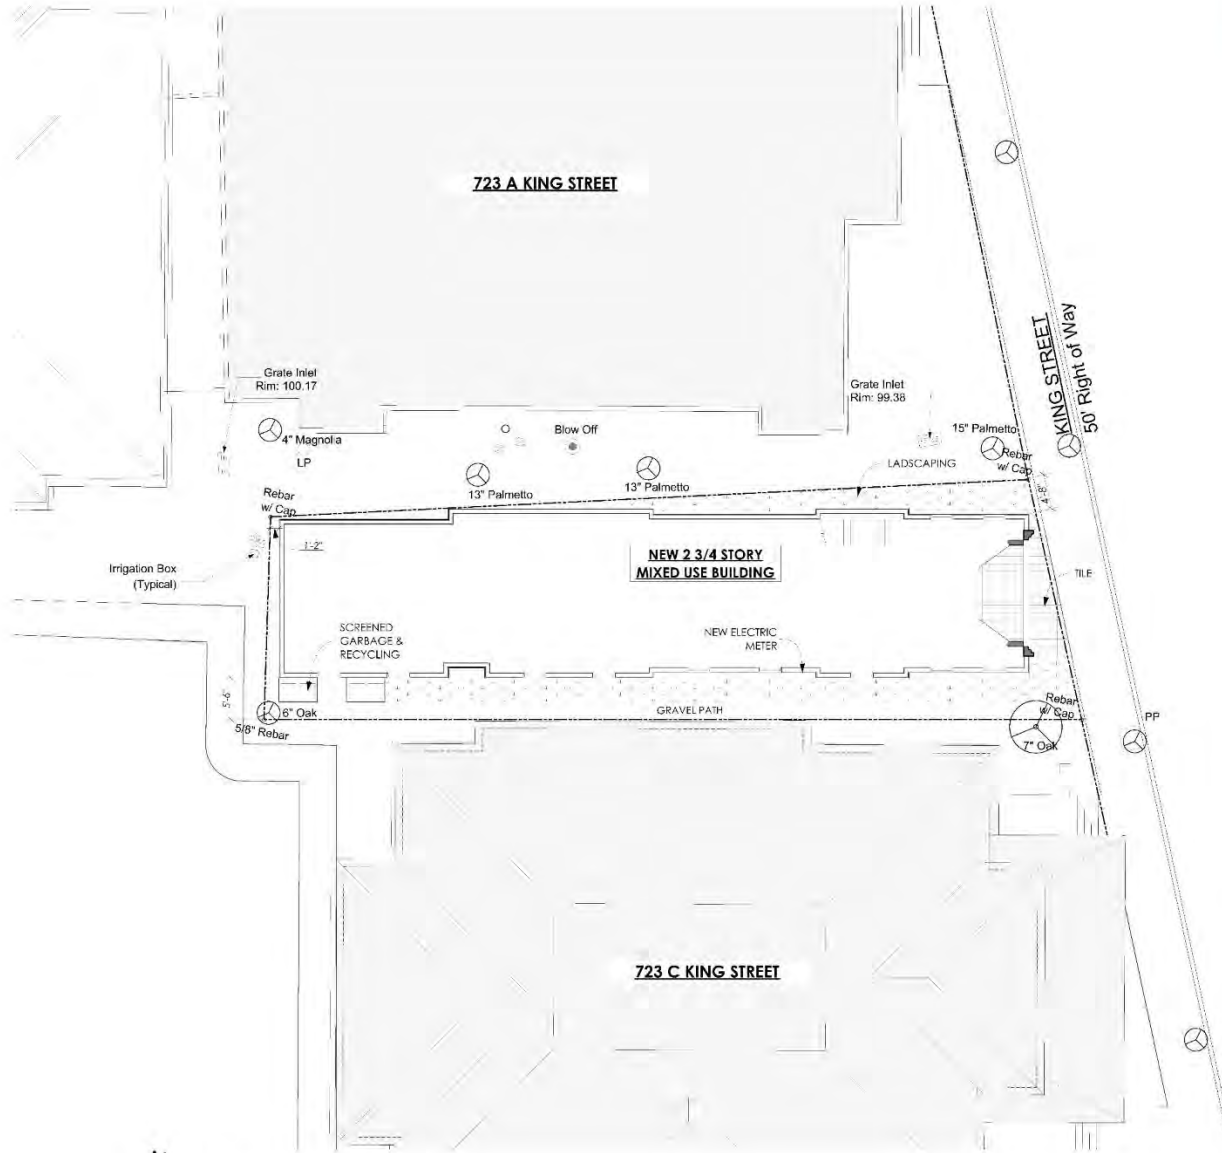 723 A KING STREET
Grate Inlet
Rim: 100.17
4" Magnolia
LP
Blow Off
13" Palmetto
13" Palmetto
Grate Inlet
Rim: 99.38
15" Palmetto
Rebar
w/ Cap
LADSCAPING
4'-8"
KING STREET
50' Right of Way
Rebar
w/ Cap
1'-2"
Irrigation Box
(Typical)
NEW 2 3/4 STORY
MIXED USE BUILDING
TILE
SCREENED
GARBAGE &
RECYCLING
NEW ELECTRIC
METER
5'-6"
6" Oak
5/8" Rebar
GRAVEL PATH
Rebar
w/ Cap
7" Oak
PP
723 C KING STREET